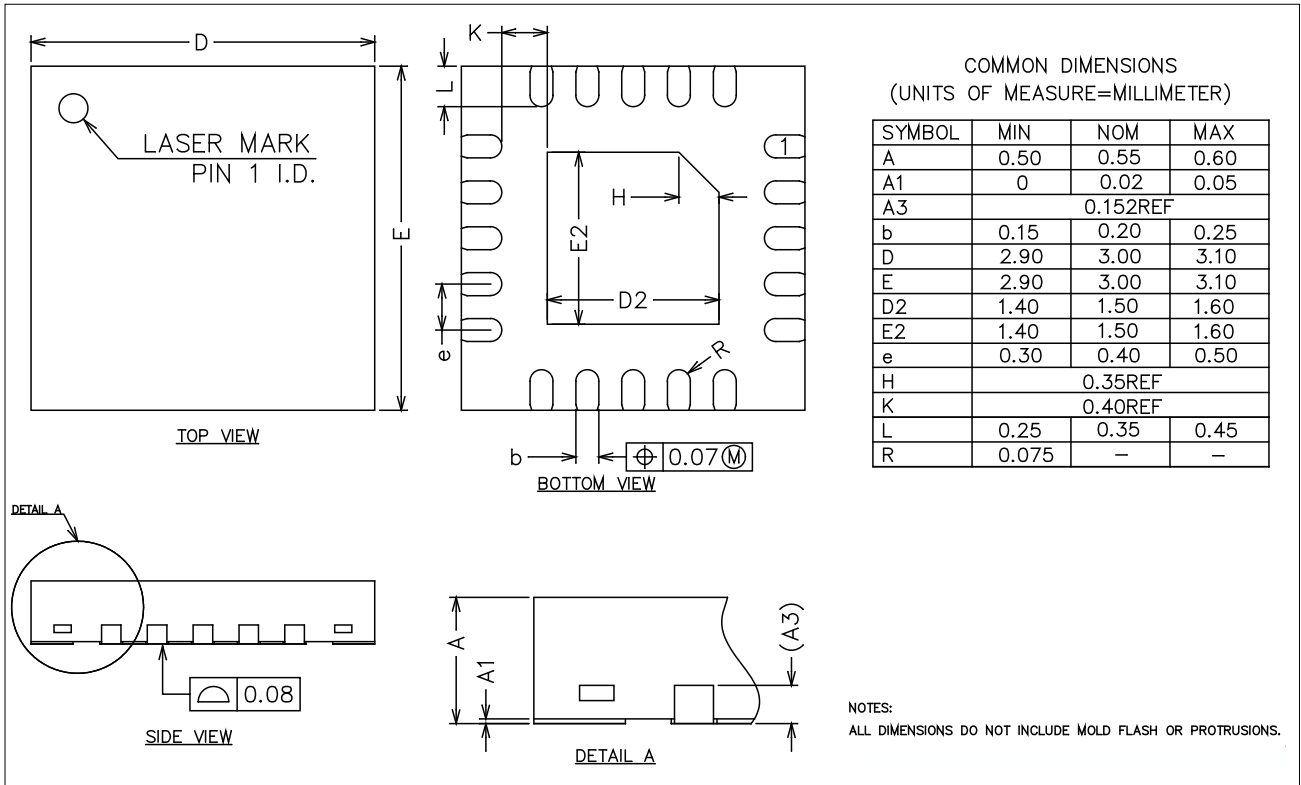 D
LASER MARK
PIN 1 I.D.
E
TOP VIEW
K
L
1
H
E2
D2
e
R
b
0.07 Ⓜ
BOTTOM VIEW
COMMON DIMENSIONS
(UNITS OF MEASURE=MILLIMETER)
SYMBOL MIN NOM MAX
A 0.50 0.55 0.60
A1 0 0.02 0.05
A3 0.152REF
b 0.15 0.20 0.25
D 2.90 3.00 3.10
E 2.90 3.00 3.10
D2 1.40 1.50 1.60
E2 1.40 1.50 1.60
e 0.30 0.40 0.50
H 0.35REF
K 0.40REF
L 0.25 0.35 0.45
R 0.075 – –
DETAIL A
0.08
SIDE VIEW
A
A1
(A3)
DETAIL A
NOTES:
ALL DIMENSIONS DO NOT INCLUDE MOLD FLASH OR PROTRUSIONS.